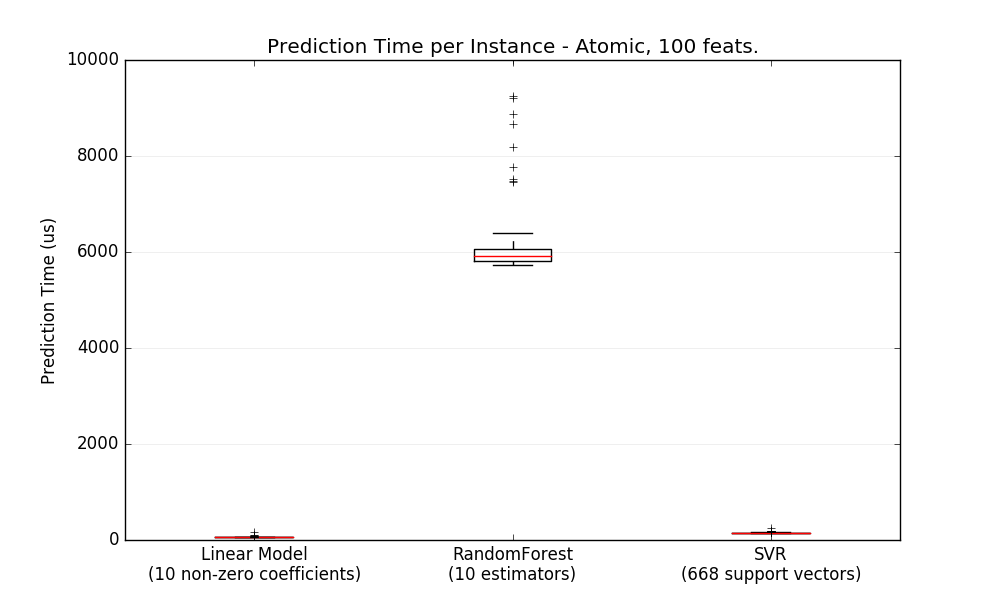 Prediction Time per Instance - Atomic, 100 feats.
10000
8000
6000
4000
2000
0
Prediction Time (us)
Linear Model
(10 non-zero coefficients)
RandomForest
(10 estimators)
SVR
(668 support vectors)